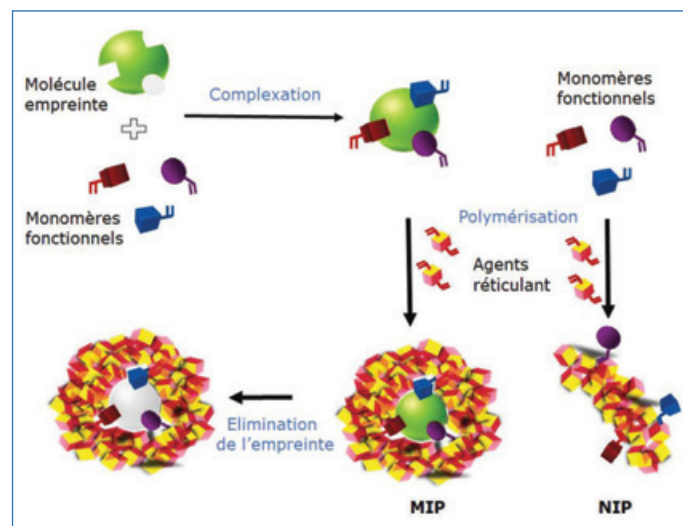 Molécule
empreinte
Complexation
Monomères
fonctionnels
Monomères
fonctionnels
Polymérisation
Agents
réticulant
Elimination
de l’empreinte
MIP
NIP